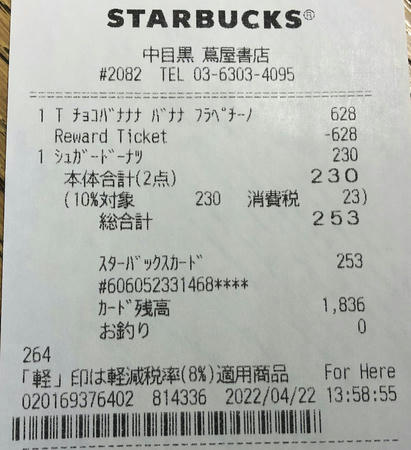 STARBUCKS®
中目黒 蔦屋書店
#2082 TEL 03-6303-4095
1 T ﾁｮｺﾊﾞﾅﾅﾅ ﾊﾞﾅﾅ ﾌﾗﾍﾟﾁｰﾉ 628
Reward Ticket -628
1 ｼｭｶﾞｰﾄﾞｰﾅﾂ 230
本体合計(2点) 230
(10%対象 230 消費税 23)
総合計 253
ｽﾀｰﾊﾞｯｸｽｶｰﾄﾞ 253
#606052331468****
ｶｰﾄﾞ残高 1,836
お釣り 0
264
「軽」印は軽減税率(8%)適用商品 For Here
020169376402 814336 2022/04/22 13:58:55